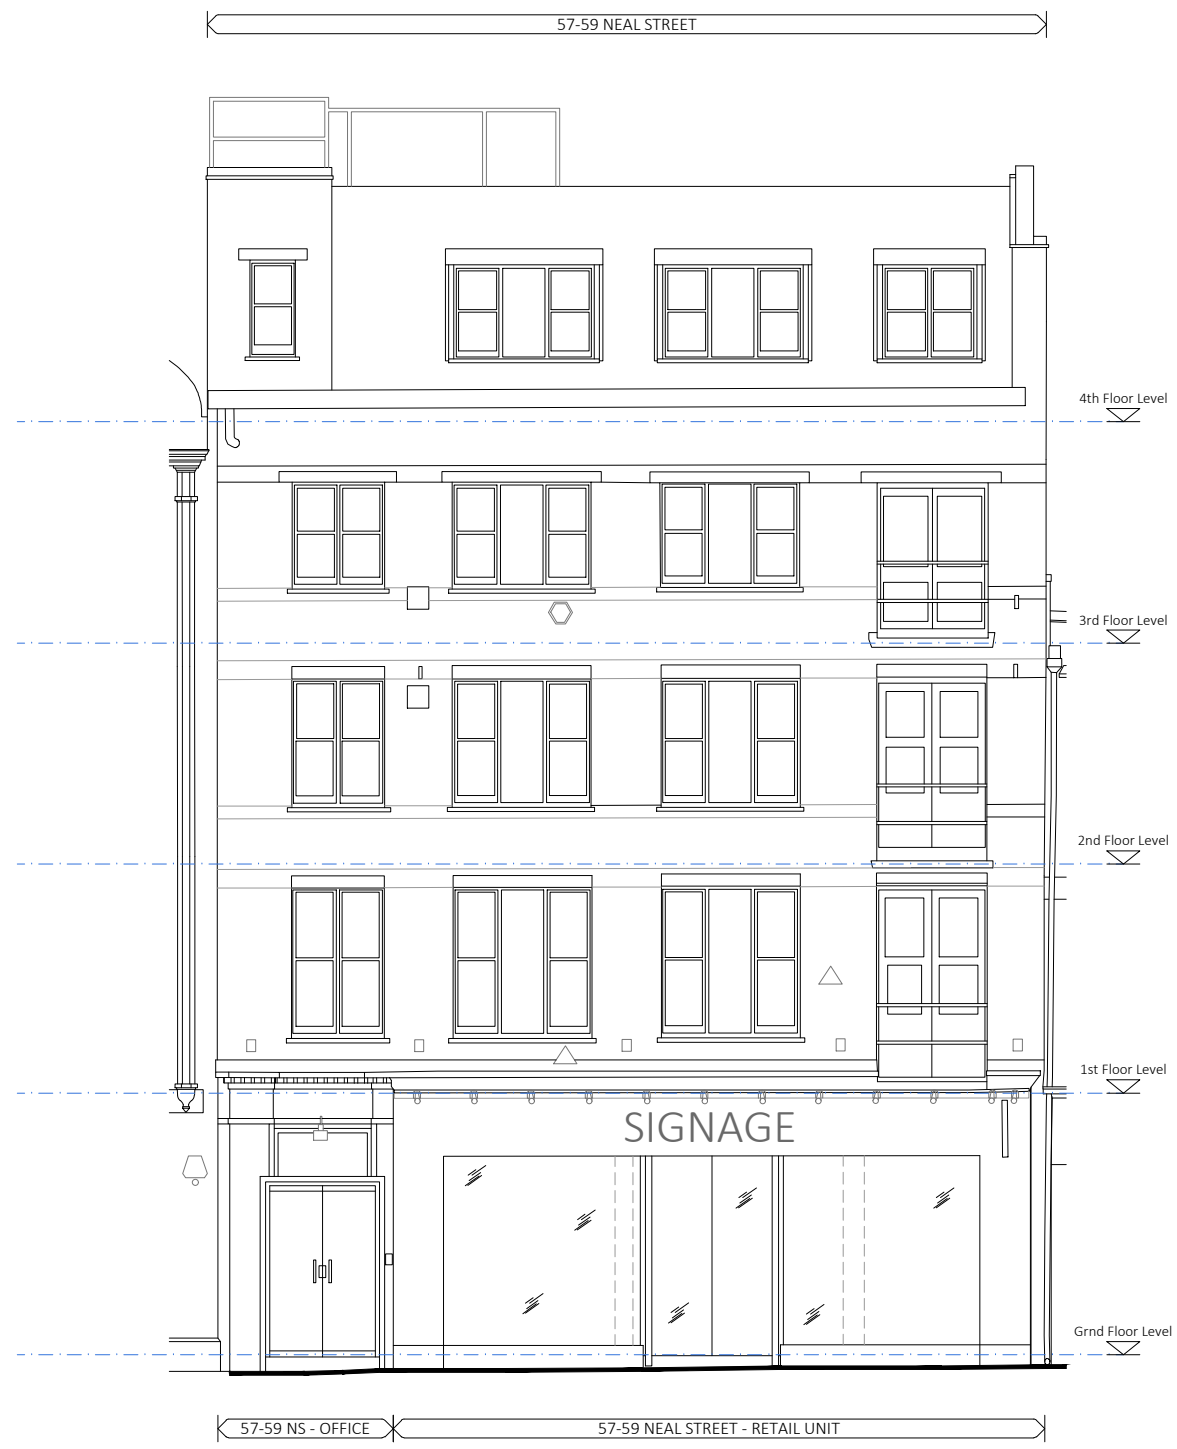 57-59 NEAL STREET
4th Floor Level
3rd Floor Level
2nd Floor Level
1st Floor Level
SIGNAGE
Grnd Floor Level
57-59 NS - OFFICE
57-59 NEAL STREET - RETAIL UNIT